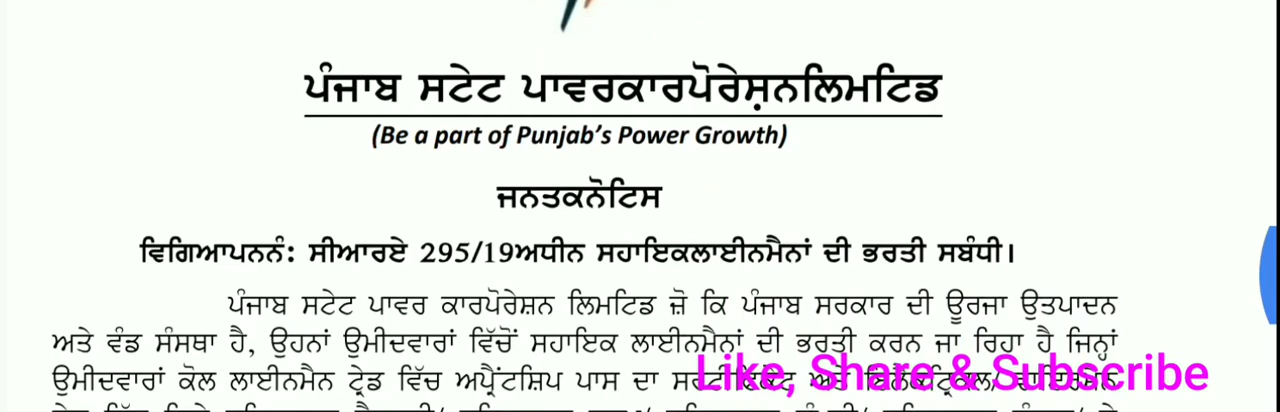 ਪੰਜਾਬ ਸਟੇਟ ਪਾਵਰਕਾਰਪੋਰੇਸ਼ਨਲਿਮਟਿਡ
(Be a part of Punjab’s Power Growth)
ਜਨਤਕਨੋਟਿਸ
ਵਿਗਿਆਪਨਨੰ: ਸੀਆਰਏ 295/19ਅਧੀਨ ਸਹਾਇਕਲਾਈਨਮੈਨਾਂ ਦੀ ਭਰਤੀ ਸਬੰਧੀ।
ਪੰਜਾਬ ਸਟੇਟ ਪਾਵਰ ਕਾਰਪੋਰੇਸ਼ਨ ਲਿਮਟਿਡ ਜ਼ੋ ਕਿ ਪੰਜਾਬ ਸਰਕਾਰ ਦੀ ਊਰਜਾ ਉਤਪਾਦਨ
ਅਤੇ ਵੰਡ ਸੰਸਥਾ ਹੈ, ਉਹਨਾਂ ਉਮੀਦਵਾਰਾਂ ਵਿੱਚੋਂ ਸਹਾਇਕ ਲਾਈਨਮੈਨਾਂ ਦੀ ਭਰਤੀ ਕਰਨ ਜਾ ਰਿਹਾ ਹੈ ਜਿਨ੍ਹਾਂ
ਉਮੀਦਵਾਰਾਂ ਕੋਲ ਲਾਈਨਮੈਨ ਟ੍ਰੇਡ ਵਿੱਚ ਅਪ੍ਰੈਂਟਸ਼ਿਪ ਪਾਸ ਦਾ
Like, Share & Subscribe